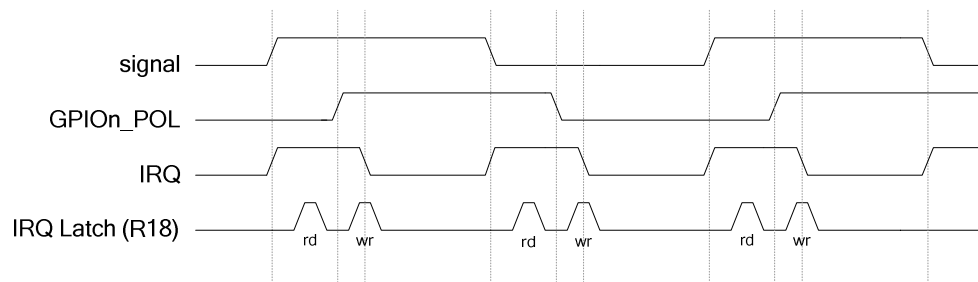 signal
GPIOn_POL
IRQ
IRQ Latch (R18)
rd wr rd wr rd wr